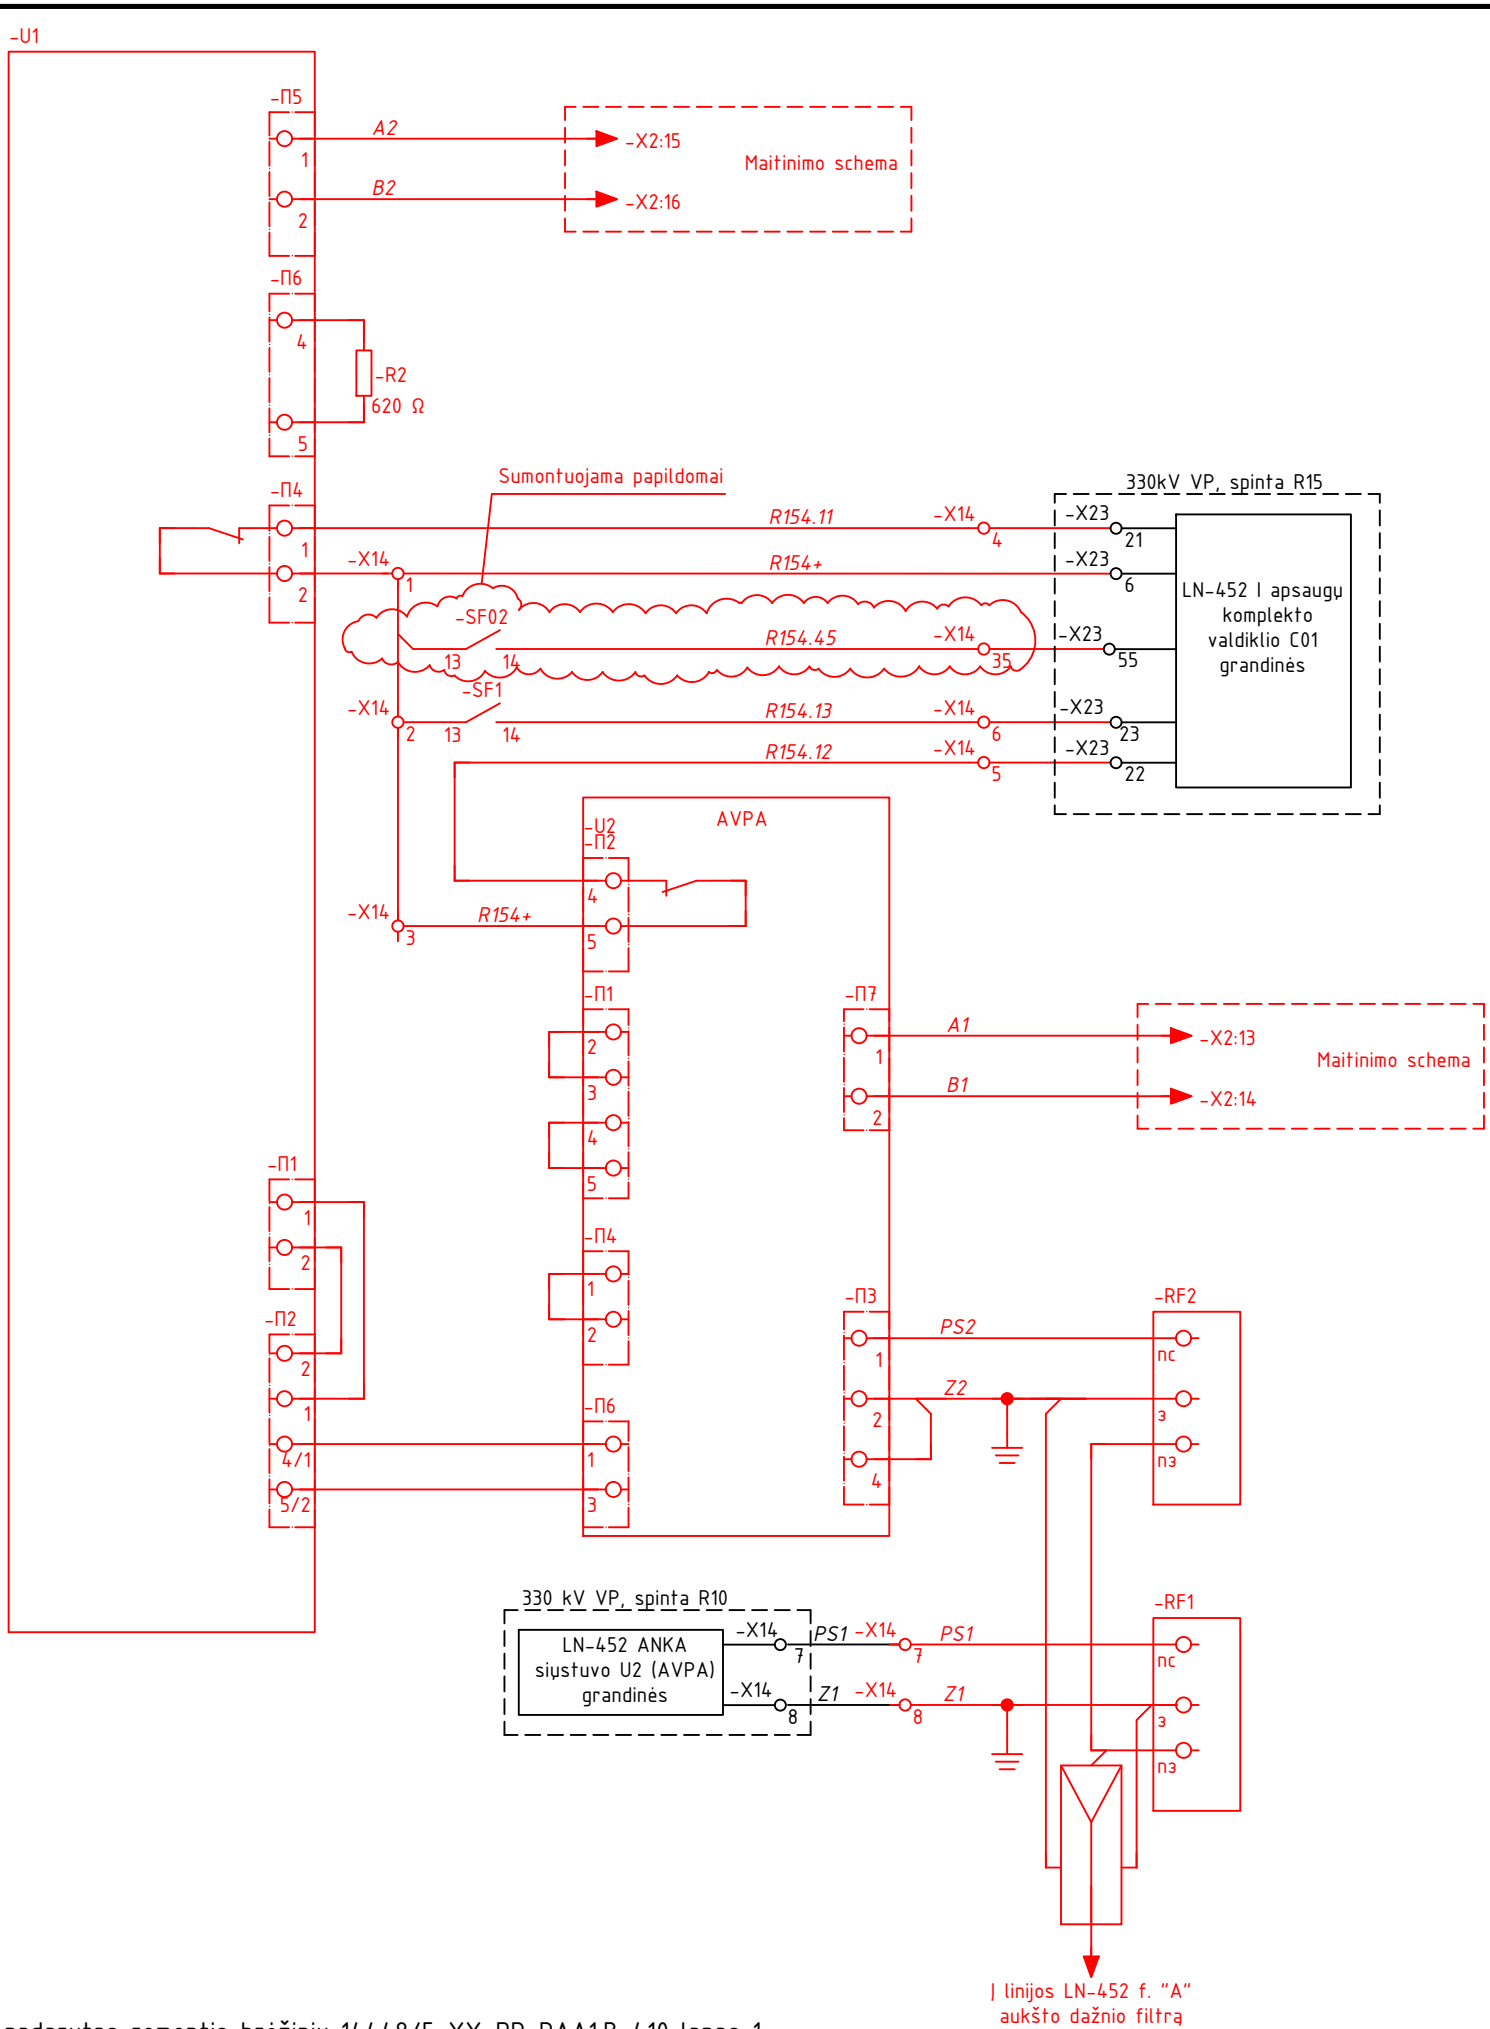 -U1
-П5
1
2
A2
B2
-X2:15
-X2:16
Maitinimo schema
-П6
4
5
-R2
620 Ω
Sumontuojama papildomai
-П4
1
2
-X14
1
R154.11
-X14
4
R154+
330kV VP, spinta R15
-X23
21
-X23
6
-SF02
13
14
R154.45
-X14
35
-X23
55
LN-452 I apsaugų
komplekto
valdiklio C01
grandinės
-SF1
-X14
2
13
14
R154.13
-X14
6
-X23
23
R154.12
-X14
5
-X23
22
-U2
-П2
AVPA
4
5
-X14
3
R154+
-П1
2
3
4
5
-П7
1
2
A1
B1
-X2:13
-X2:14
Maitinimo schema
-П1
1
2
-П2
2
1
4/1
5/2
-П4
1
2
-П6
1
3
-П3
1
2
4
PS2
Z2
-RF2
пс
з
пз
330 kV VP, spinta R10
LN-452 ANKA
siųstuvo U2 (AVPA)
grandinės
-X14
7
PS1
-X14
7
PS1
-X14
8
Z1
-X14
8
Z1
-RF1
пс
з
пз
Į linijos LN-452 f. "A"
aukšto dažnio filtrą